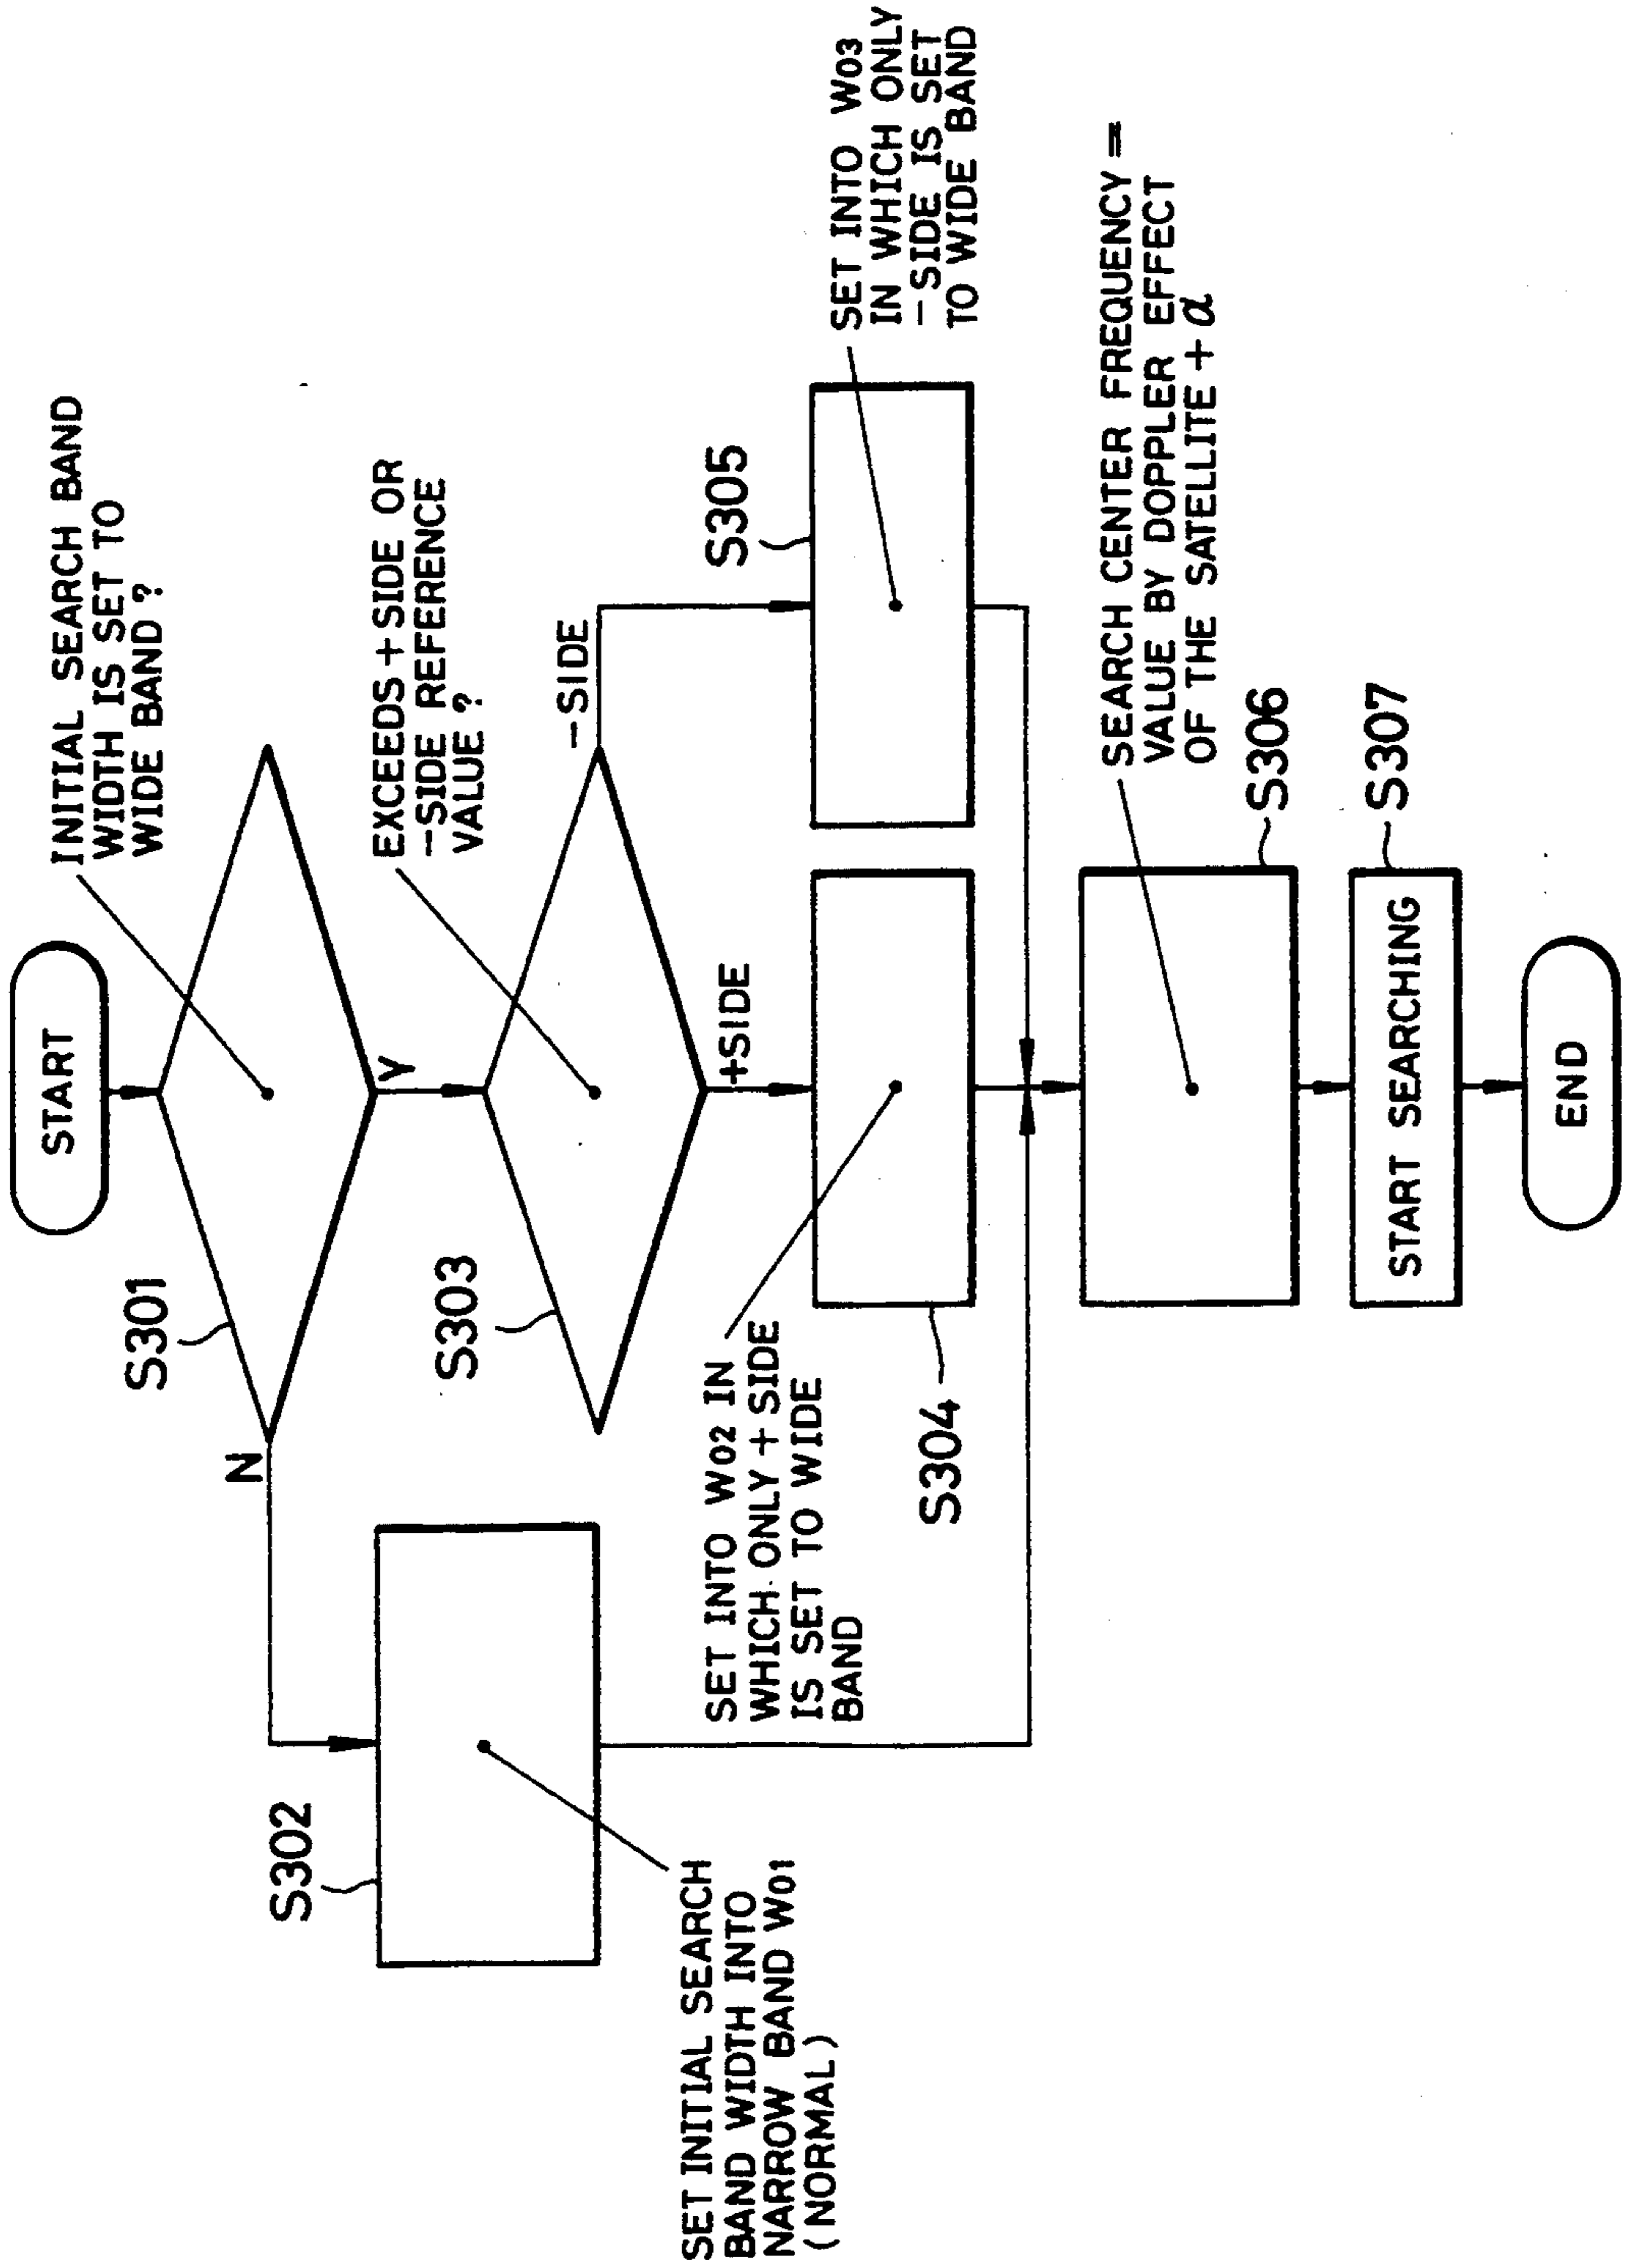 START
INITIAL SEARCH BAND
WIDTH IS SET TO
WIDE BAND ?
S301
N
Y
S302
SET INITIAL SEARCH
BAND WIDTH INTO
NARROW BAND W01
(NORMAL)
EXCEEDS + SIDE OR
−SIDE REFERENCE
VALUE ?
S303
−SIDE
+SIDE
SET INTO W02 IN
WHICH ONLY + SIDE
IS SET TO WIDE
BAND
S304
S305
SET INTO W03
IN WHICH ONLY
−SIDE IS SET
TO WIDE BAND
SEARCH CENTER FREQUENCY =
VALUE BY DOPPLER EFFECT
OF THE SATELLITE + α
S306
S307
START SEARCHING
END